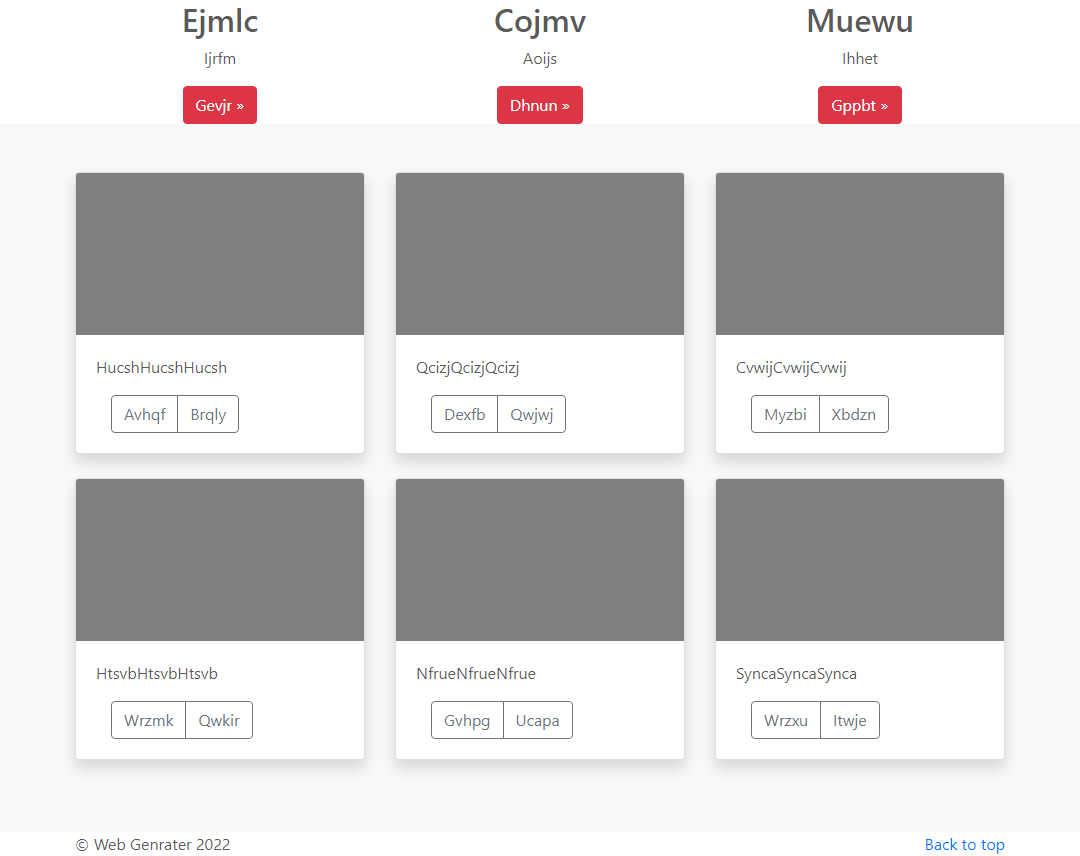 Ejmlc Cojmv Muewu
Ijrfm Aoijs Ihhet
Gevjr » Dhnun » Gppbt »
HucshHucshHucsh QcizjQcizjQcizj CvwijCvwijCvwij
Avhqf Brqly Dexfb Qwjwj Myzbi Xbdzn
HtsvbHtsvbHtsvb NfrueNfrueNfrue SyncaSyncaSynca
Wrzmk Qwkir Gvhpg Ucapa Wrzxu Itwje
© Web Genrater 2022 Back to top